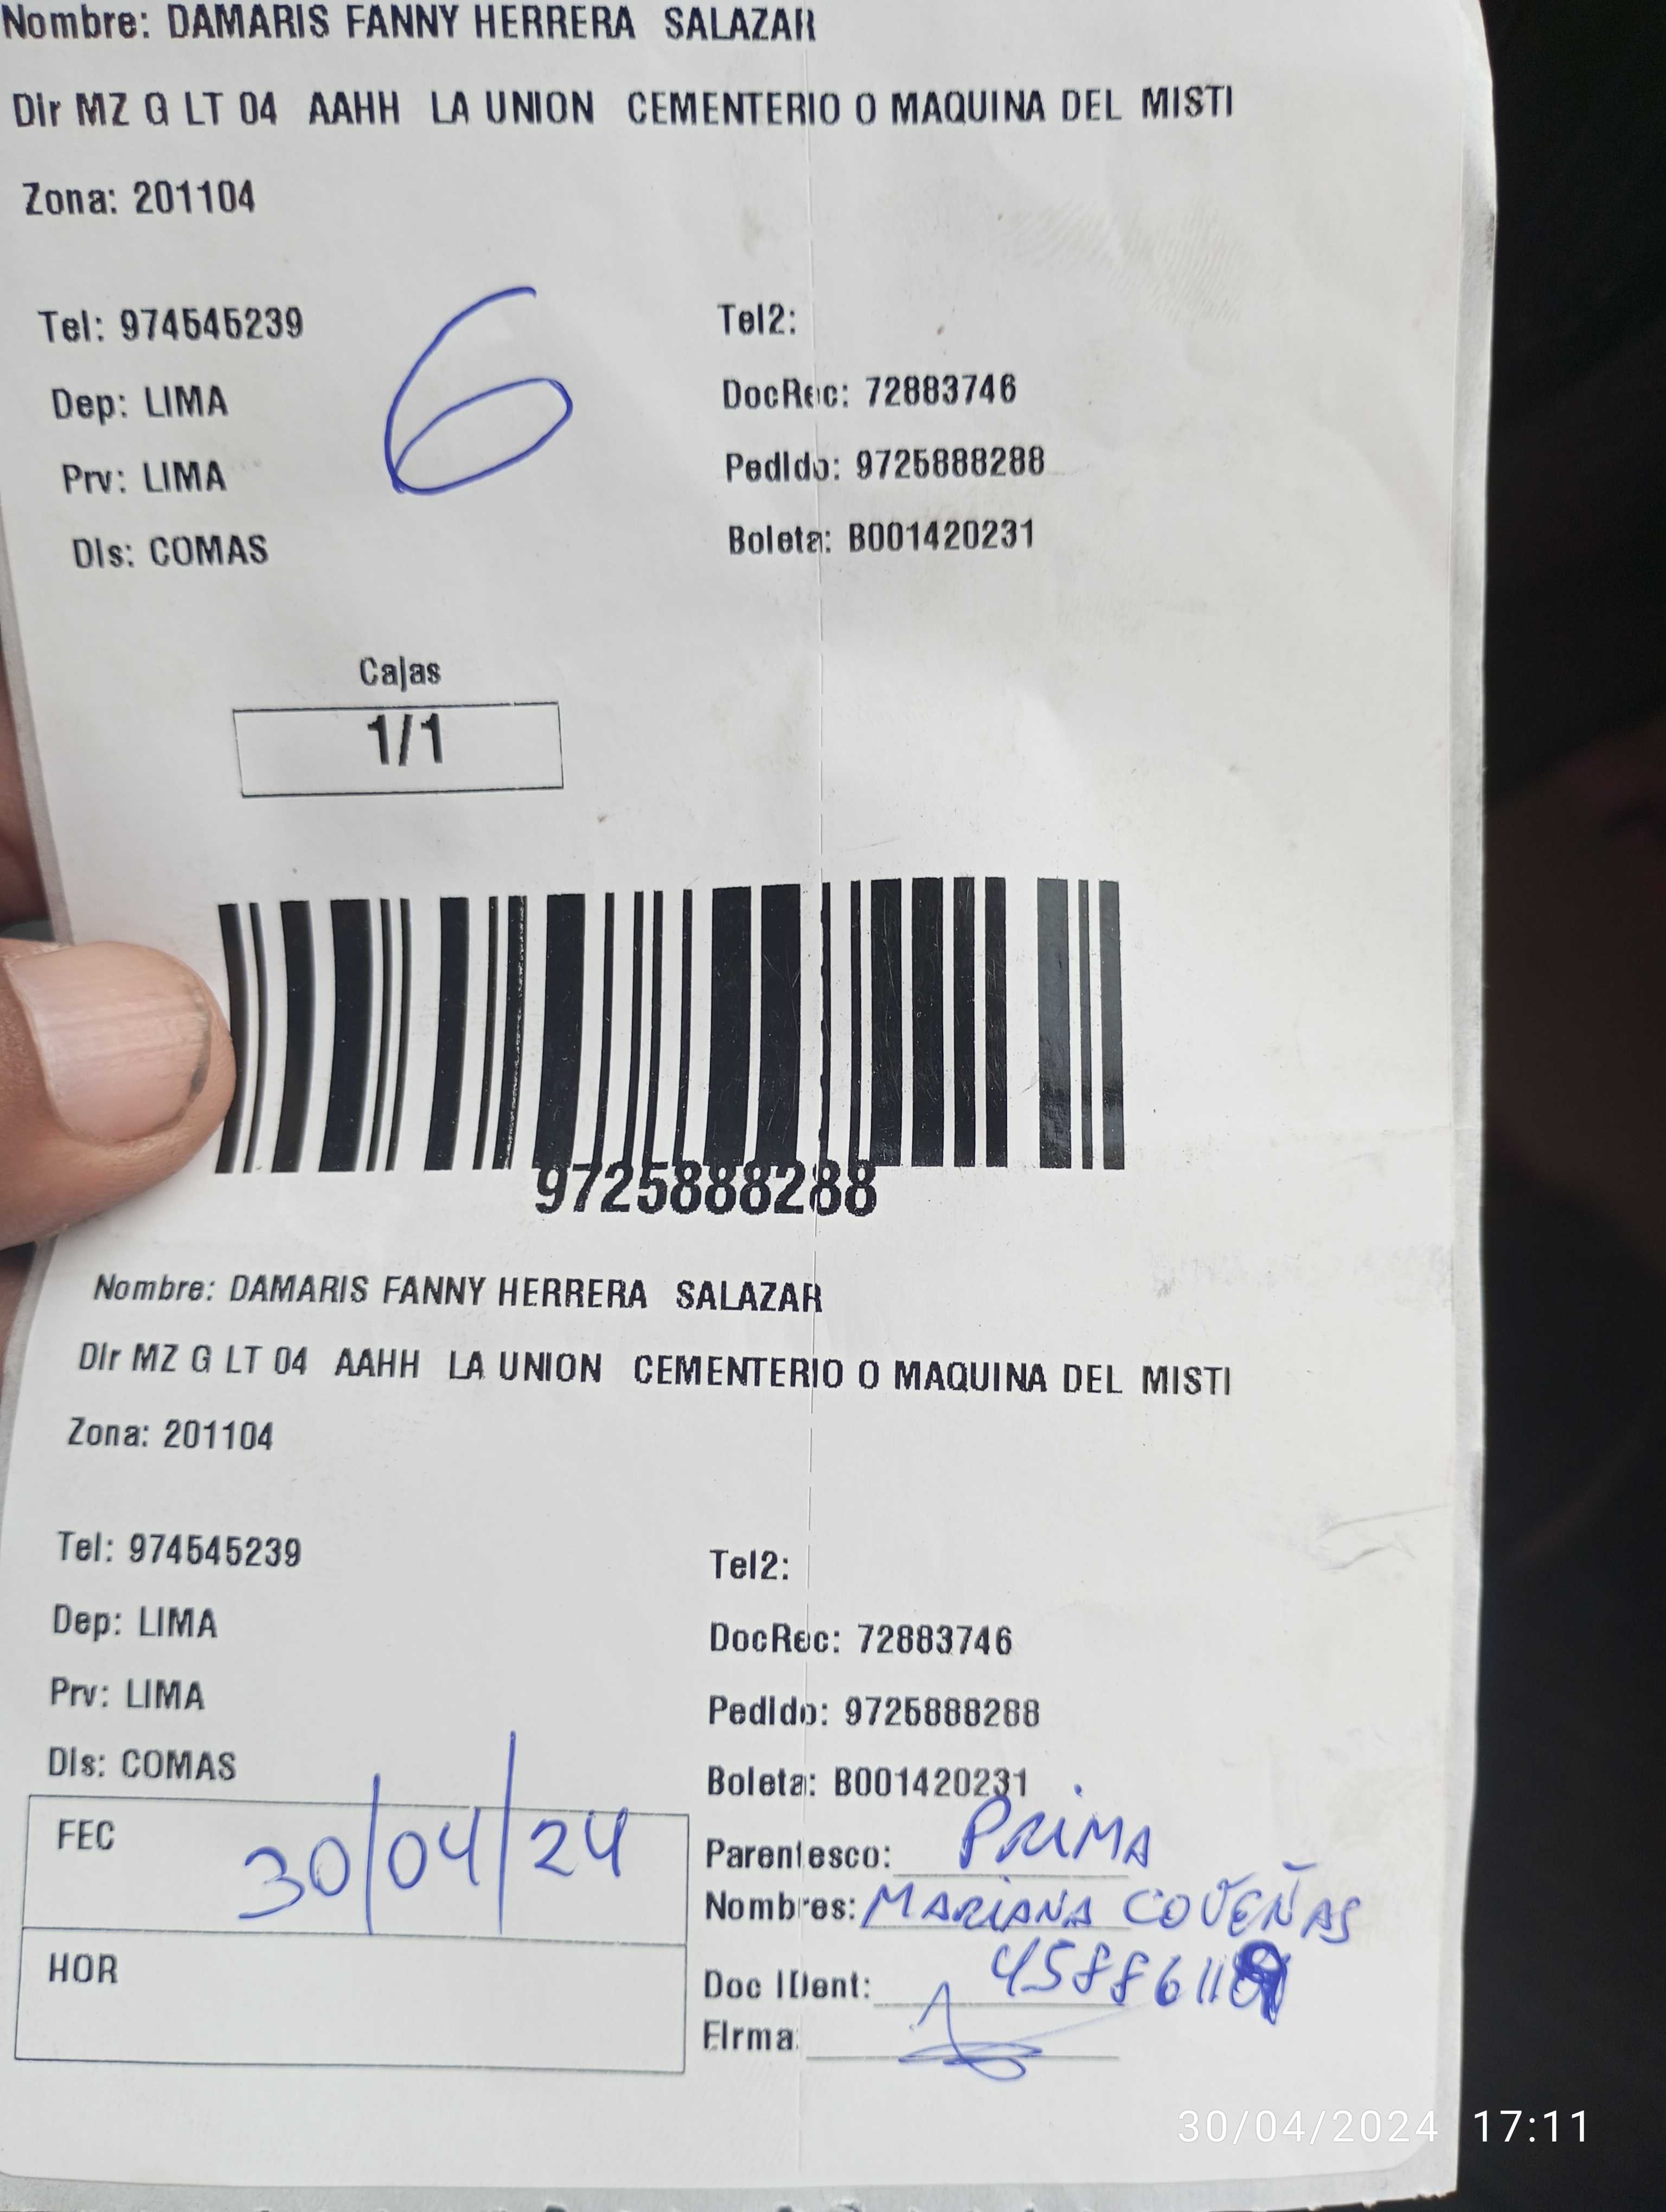 Nombre: DAMARIS FANNY HERRERA SALAZAR
Dir MZ G LT 04 AAHH LA UNION CEMENTERIO O MAQUINA DEL MISTI
Zona: 201104
6
Tel: 974545239 Tel2:
Dep: LIMA DocRec: 72883746
Prv: LIMA Pedido: 9725888288
Dis: COMAS Boleta: B001420231
Cajas
1/1
9725888288
Nombre: DAMARIS FANNY HERRERA SALAZAR
Dir MZ G LT 04 AAHH LA UNION CEMENTERIO O MAQUINA DEL MISTI
Zona: 201104
Tel: 974545239 Tel2:
Dep: LIMA DocRec: 72883746
Prv: LIMA Pedido: 9725888288
Dis: COMAS Boleta: B001420231
FEC 30/04/24 Parentesco: PRIMA
Nombres: MARIANA COVEÑAS
HOR Doc IDent: 45886119
Firma:
30/04/2024 17:11